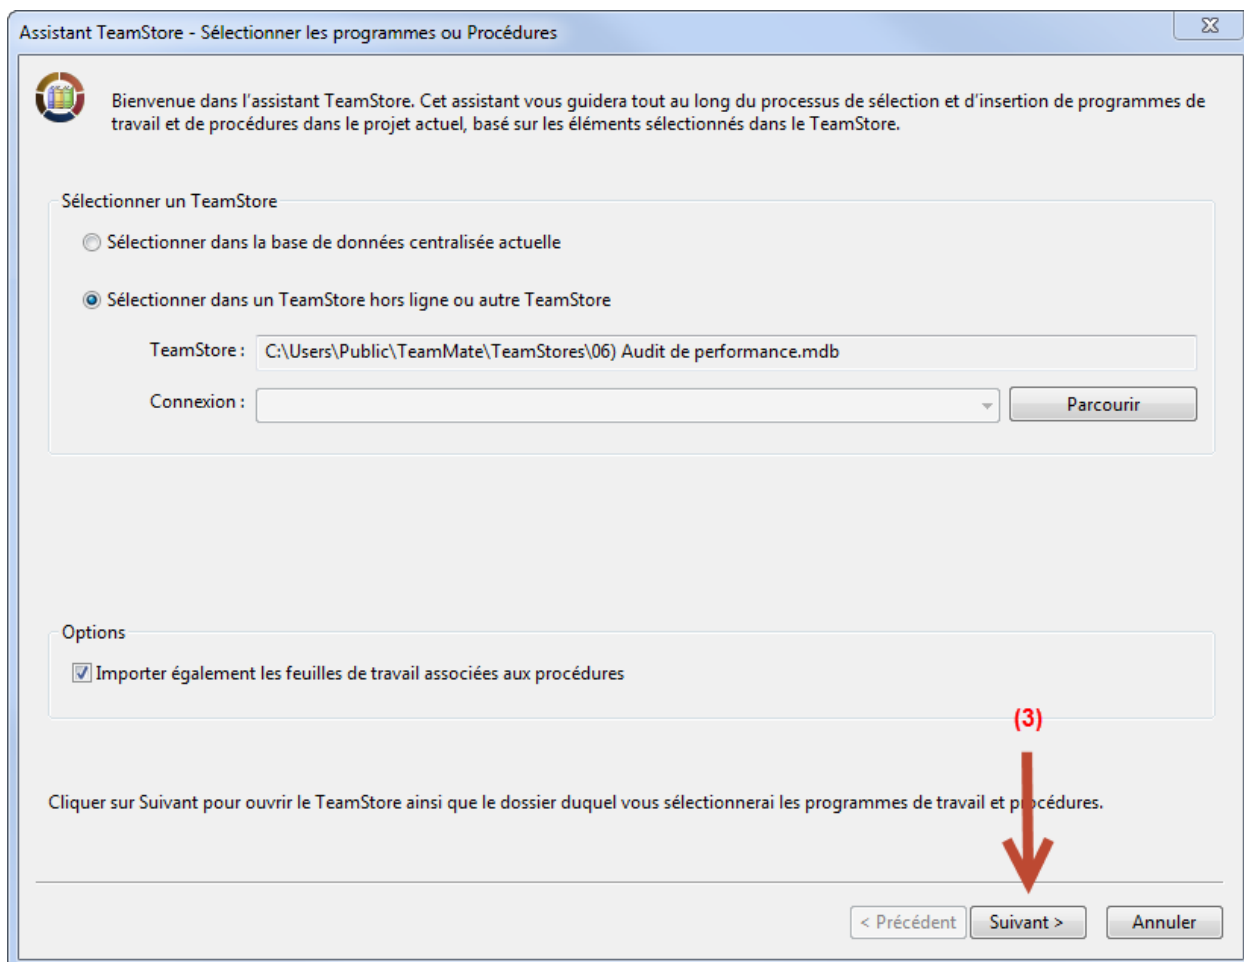 Assistant TeamStore - Sélectionner les programmes ou Procédures
Bienvenue dans l'assistant TeamStore. Cet assistant vous guidera tout au long du processus de sélection et d'insertion de programmes de
travail et de procédures dans le projet actuel, basé sur les éléments sélectionnés dans le TeamStore.
Sélectionner un TeamStore
Sélectionner dans la base de données centralisée actuelle
Sélectionner dans un TeamStore hors ligne ou autre TeamStore
TeamStore : C:\Users\Public\TeamMate\TeamStores\06) Audit de performance.mdb
Connexion : Parcourir
Options
Importer également les feuilles de travail associées aux procédures
(3)
Cliquer sur Suivant pour ouvrir le TeamStore ainsi que le dossier duquel vous sélectionnerai les programmes de travail et procédures.
< Précédent Suivant > Annuler